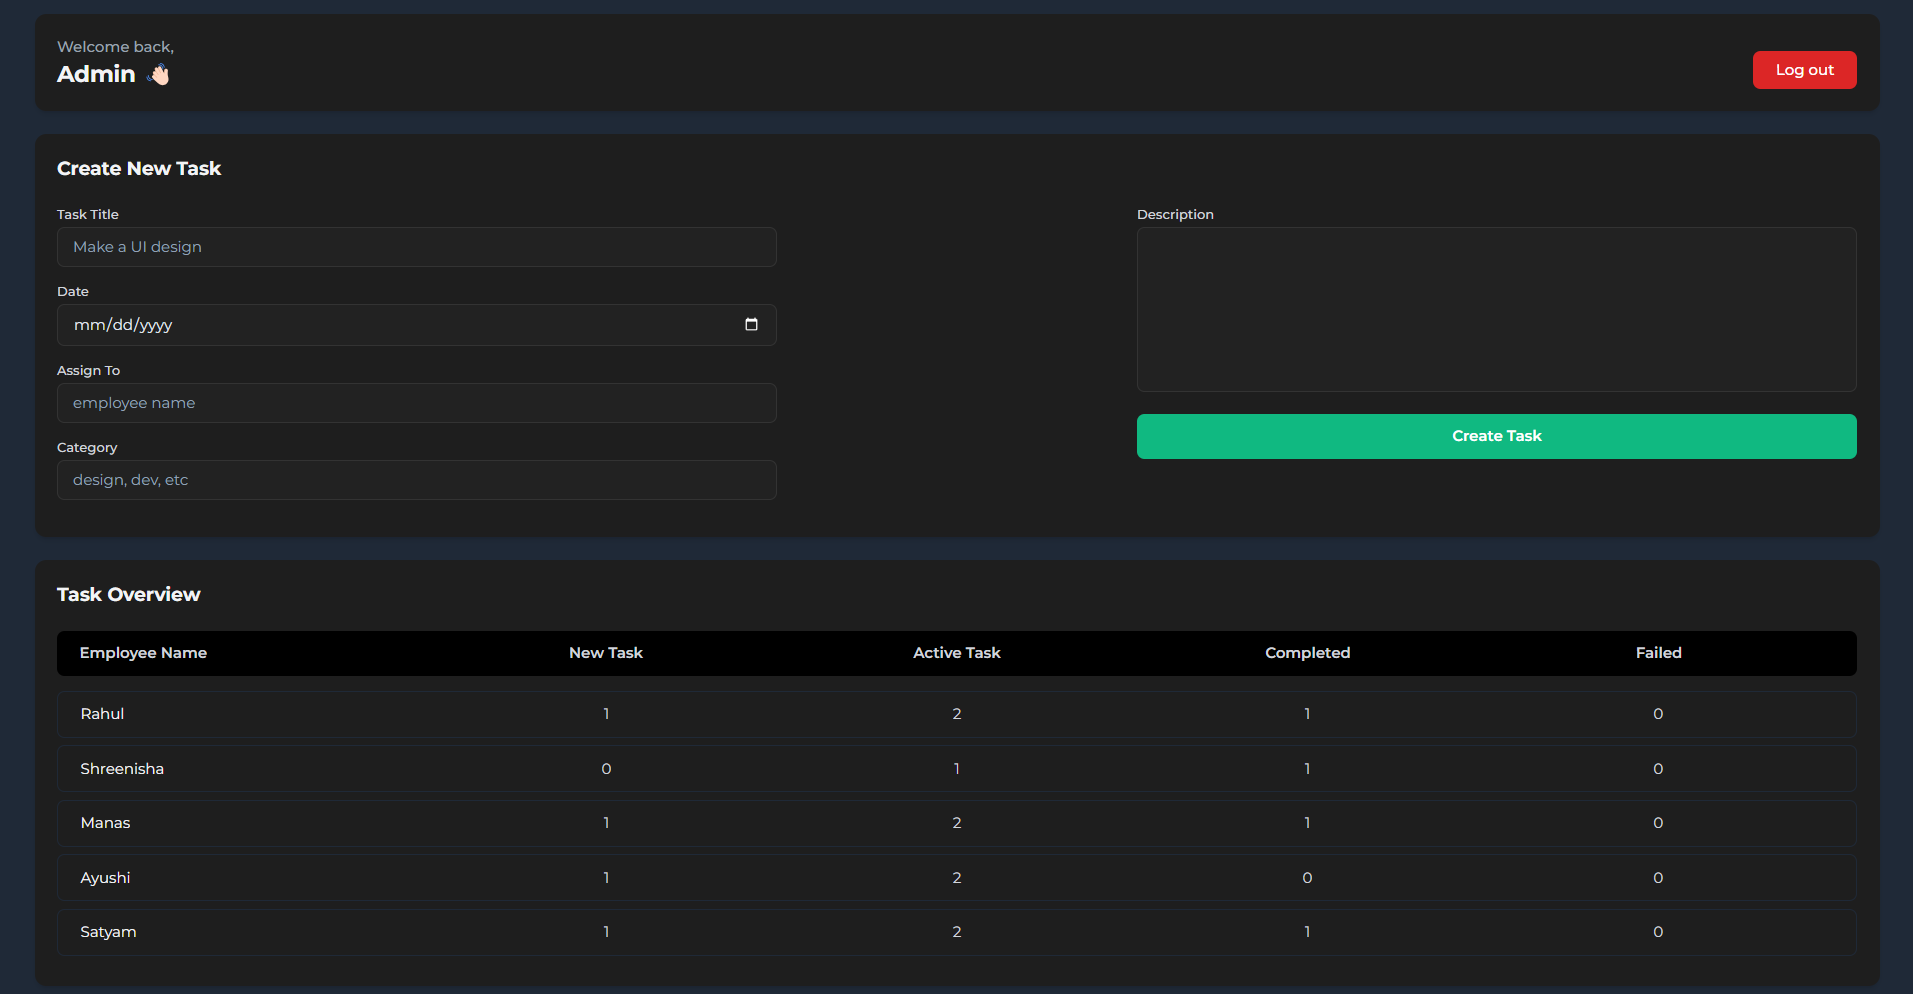 Welcome back,
Admin 👋🏻
Log out
Create New Task
Task Title
Make a UI design
Date
mm/dd/yyyy
Assign To
employee name
Category
design, dev, etc
Description
Create Task
Task Overview
Employee Name New Task Active Task Completed Failed
Rahul 1 2 1 0
Shreenisha 0 1 1 0
Manas 1 2 1 0
Ayushi 1 2 0 0
Satyam 1 2 1 0